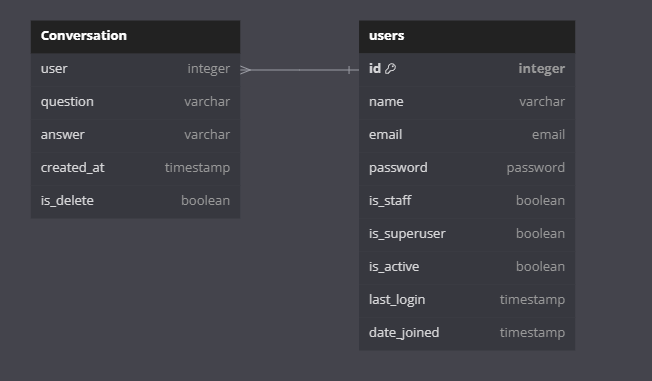 Conversation
user integer
question varchar
answer varchar
created_at timestamp
is_delete boolean
users
id integer
name varchar
email email
password password
is_staff boolean
is_superuser boolean
is_active boolean
last_login timestamp
date_joined timestamp